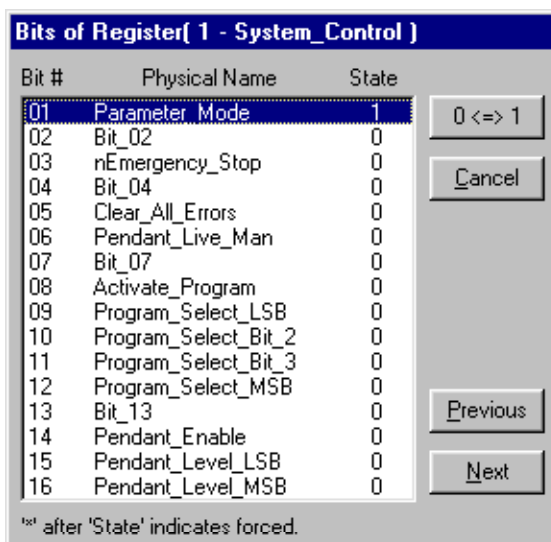 Bits of Register( 1 - System_Control )
Bit # Physical Name State
01 Parameter_Mode 1
02 Bit_02 0
03 nEmergency_Stop 0
04 Bit_04 0
05 Clear_All_Errors 0
06 Pendant_Live_Man 0
07 Bit_07 0
08 Activate_Program 0
09 Program_Select_LSB 0
10 Program_Select_Bit_2 0
11 Program_Select_Bit_3 0
12 Program_Select_MSB 0
13 Bit_13 0
14 Pendant_Enable 0
15 Pendant_Level_LSB 0
16 Pendant_Level_MSB 0
0 <=> 1
Cancel
Previous
Next
'*' after 'State' indicates forced.